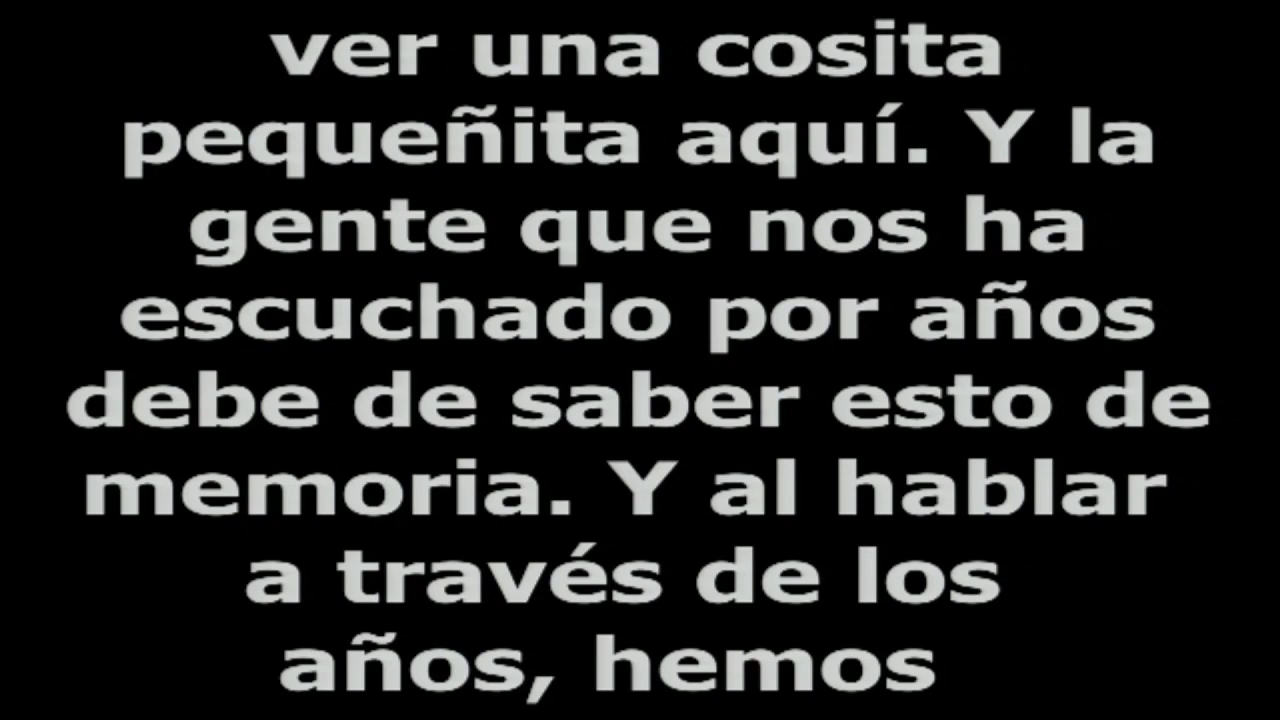 ver una cosita
pequeñita aquí. Y la
gente que nos ha
escuchado por años
debe de saber esto de
memoria. Y al hablar
a través de los
años, hemos